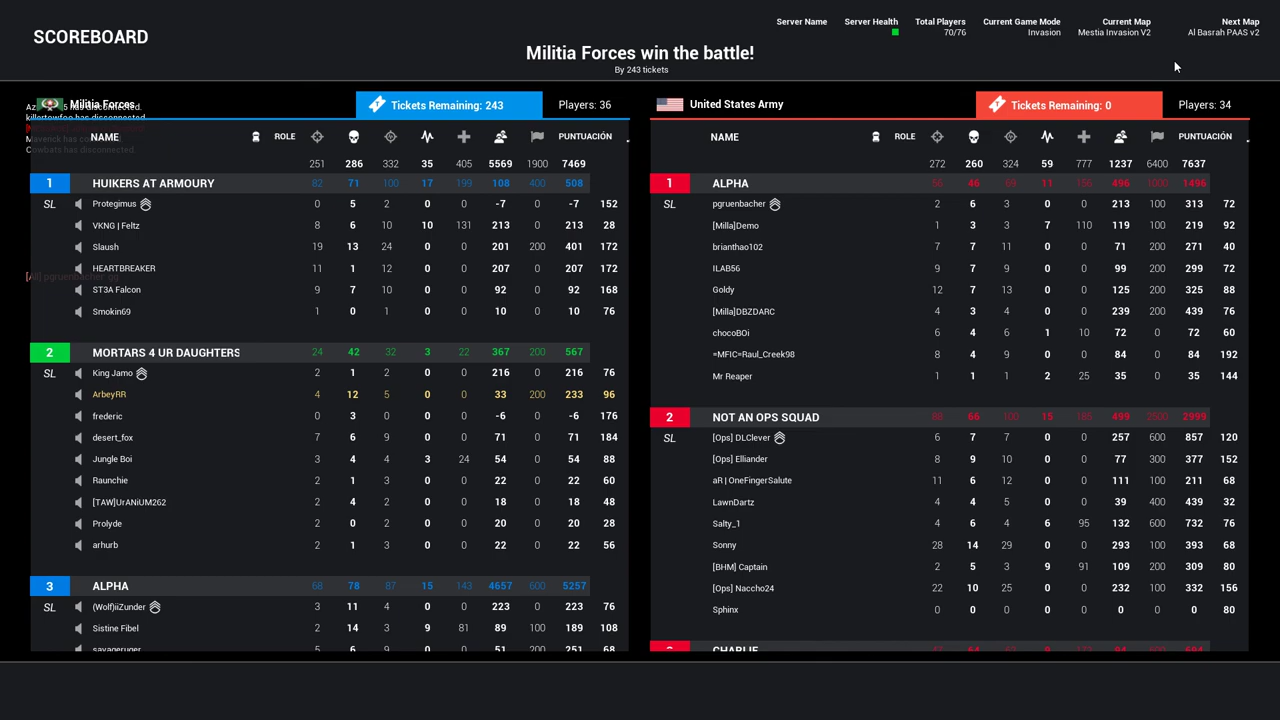 SCOREBOARD
Server Name Server Health Total Players Current Game Mode Current Map Next Map
70/76 Invasion Mestia Invasion V2 Al Basrah PAAS v2
Militia Forces win the battle!
By 243 tickets
Militia Forces Tickets Remaining: 243 Players: 36
has disconnected.
NAME ROLE PUNTUACIÓN
251 286 332 35 405 5569 1900 7469
1 HUIKERS AT ARMOURY 82 71 100 17 199 108 400 508
SL Protegimus 0 5 2 0 0 -7 0 -7 152
VKNG | Feltz 8 6 10 10 131 213 0 213 28
Slaush 19 13 24 0 0 201 200 401 172
HEARTBREAKER 11 1 12 0 0 207 0 207 172
ST3A Falcon 9 7 10 0 0 92 0 92 168
Smokin69 1 0 1 0 0 10 0 10 76
2 MORTARS 4 UR DAUGHTERS 24 42 32 3 22 367 200 567
SL King Jamo 2 1 2 0 0 216 0 216 76
ArbeyRR 4 12 5 0 0 33 200 233 96
frederic 0 3 0 0 0 -6 0 -6 176
desert_fox 7 6 9 0 0 71 0 71 184
Jungle Boi 3 4 4 3 24 54 0 54 88
Raunchie 2 1 3 0 0 22 0 22 60
[TAW]UrANiUM262 2 4 2 0 0 18 0 18 48
Prolyde 2 0 2 0 0 20 0 20 28
arhurb 2 1 3 0 0 22 0 22 56
3 ALPHA 68 78 87 15 143 4657 600 5257
SL (Wolf)iiZunder 3 11 4 0 0 223 0 223 76
Sistine Fibel 2 14 3 9 81 89 100 189 108
savageruger 5 6 9 0 0 51 200 251 68
United States Army Tickets Remaining: 0 Players: 34
NAME ROLE PUNTUACIÓN
272 260 324 59 777 1237 6400 7637
1 ALPHA 46 11 496 1000 1496
SL pgruenbacher 2 6 3 0 0 213 100 313 72
[Milla]Demo 1 3 3 7 110 119 100 219 92
brianthao102 7 7 11 0 0 71 200 271 40
ILAB56 9 7 9 0 0 99 200 299 72
Goldy 12 7 13 0 0 125 200 325 88
[Milla]DBZDARC 4 3 4 0 0 239 200 439 76
chocoBOi 6 4 6 1 10 72 0 72 60
=MFIC=Raul_Creek98 8 4 9 0 0 84 0 84 192
Mr Reaper 1 1 1 2 25 35 0 35 144
2 NOT AN OPS SQUAD 66 100 15 499 2500 2999
SL [Ops] DLClever 6 7 7 0 0 257 600 857 120
[Ops] Elliander 8 9 10 0 0 77 300 377 152
aR | OneFingerSalute 11 6 12 0 0 111 100 211 68
LawnDartz 4 4 5 0 0 39 400 439 32
Salty_1 4 6 4 6 95 132 600 732 76
Sonny 28 14 29 0 0 293 100 393 68
[BHM] Captain 2 5 3 9 91 109 200 309 80
[Ops] Naccho24 22 10 25 0 0 232 100 332 156
Sphinx 0 0 0 0 0 0 0 0 80
CHARLIE